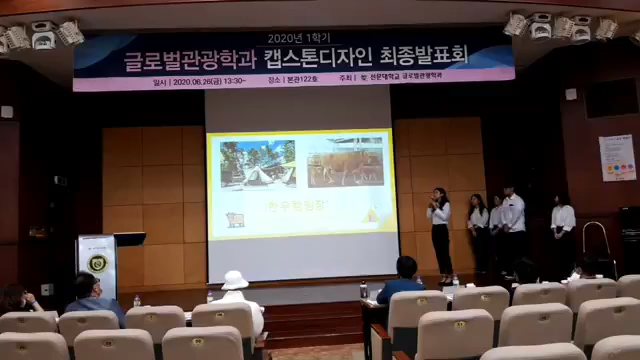 2020년 1학기
글로벌관광학과 캡스톤디자인 최종발표회
일시 | 2020.06.26(금) 13:30~ 장소 | 본관122호 주최 | 선문대학교 글로벌관광학과
'한우캠핑장'